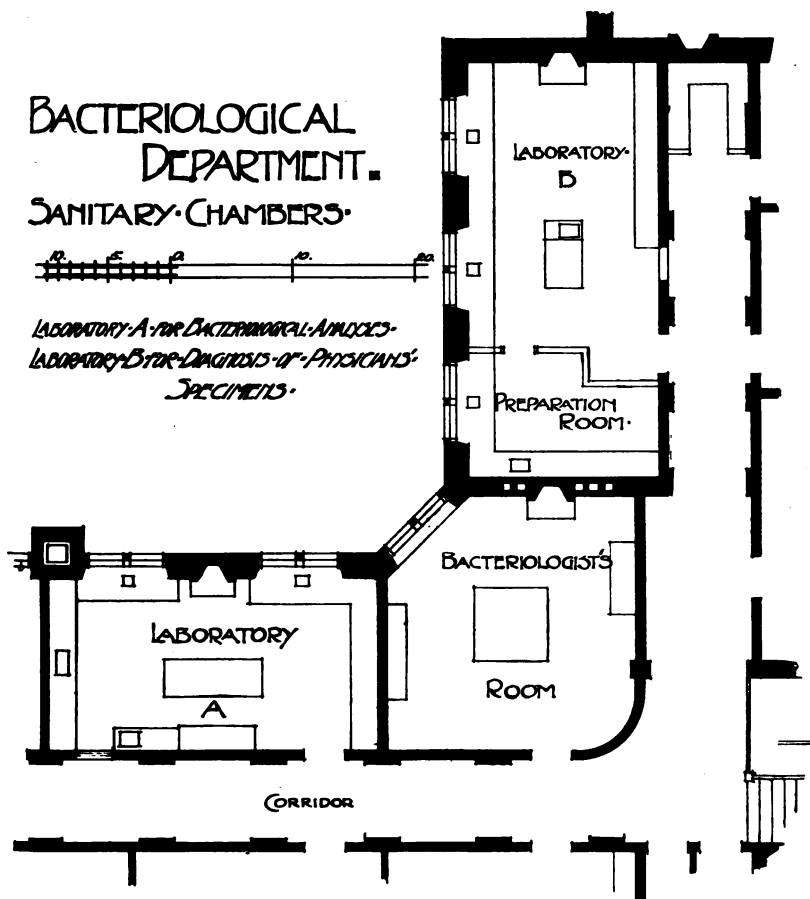 BACTERIOLOGICAL
DEPARTMENT.
SANITARY·CHAMBERS·
10. 5. 0. 10. 20.
LABORATORY·A·FOR BACTERIOLOGICAL·ANALYSES·
LABORATORY·B·FOR·DIAGNOSIS·OF·PHYSICIANS'·
SPECIMENS·
LABORATORY·
B
PREPARATION
ROOM·
BACTERIOLOGIST'S
ROOM
LABORATORY
A
CORRIDOR